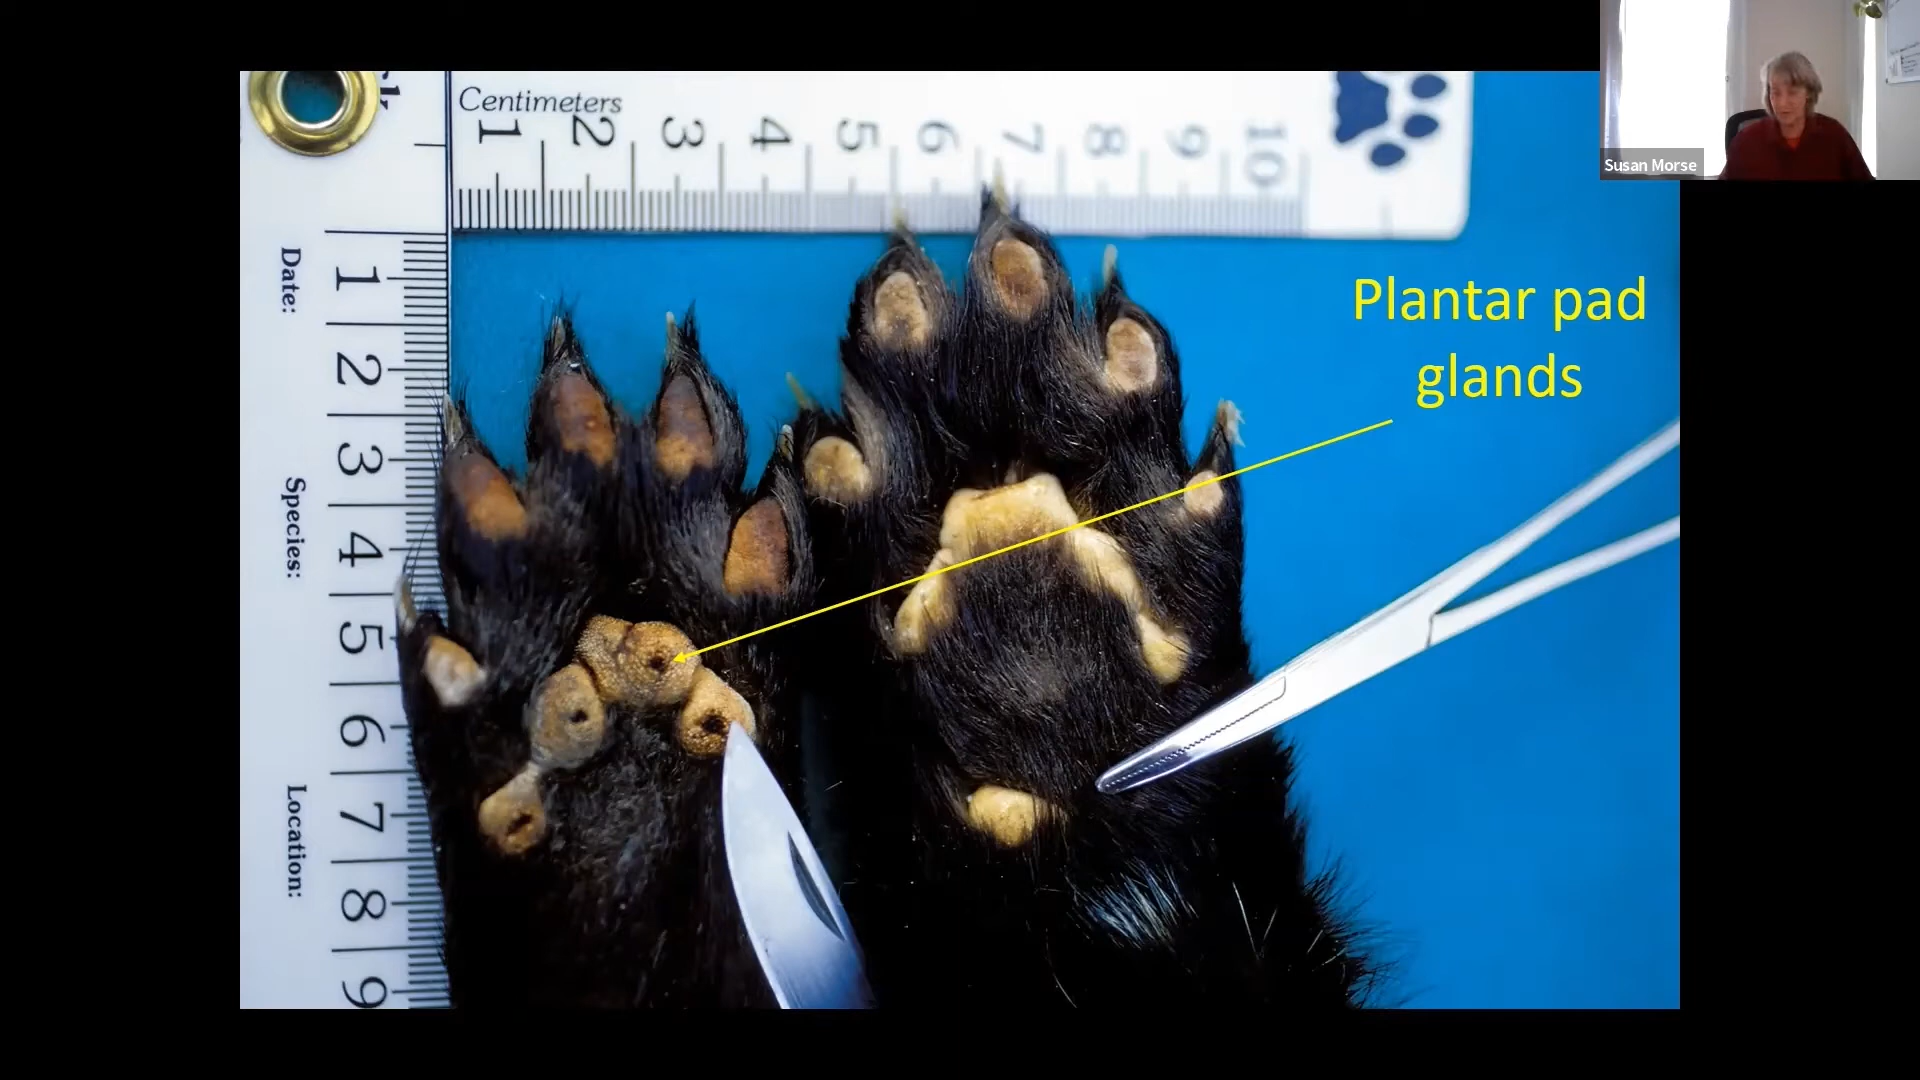 Centimeters
1 2 3 4 5 6 7 8 9 10
Date:
Species:
Location:
1
2
3
4
5
6
7
8
9
Plantar pad
glands
Susan Morse